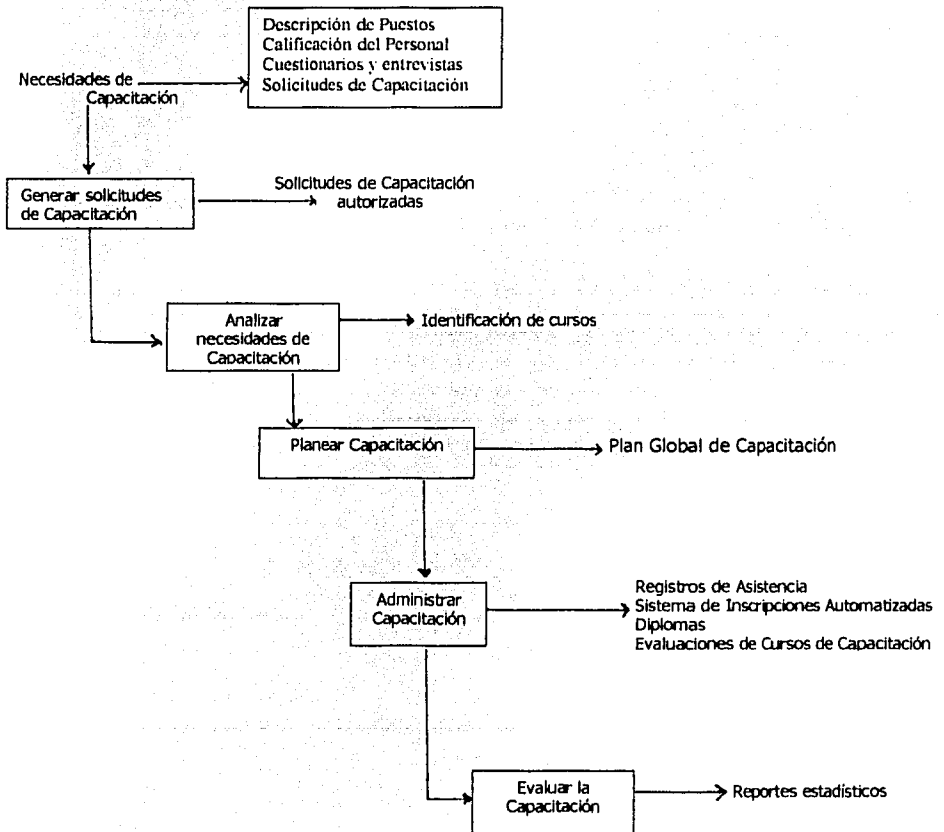 Descripción de Puestos
Calificación del Personal
Cuestionarios y entrevistas
Solicitudes de Capacitación
Necesidades de
Capacitación
Generar solicitudes
de Capacitación
Solicitudes de Capacitación
autorizadas
Analizar
necesidades de
Capacitación
Identificación de cursos
Planear Capacitación
Plan Global de Capacitación
Administrar
Capacitación
Registros de Asistencia
Sistema de Inscripciones Automatizadas
Diplomas
Evaluaciones de Cursos de Capacitación
Evaluar la
Capacitación
Reportes estadísticos